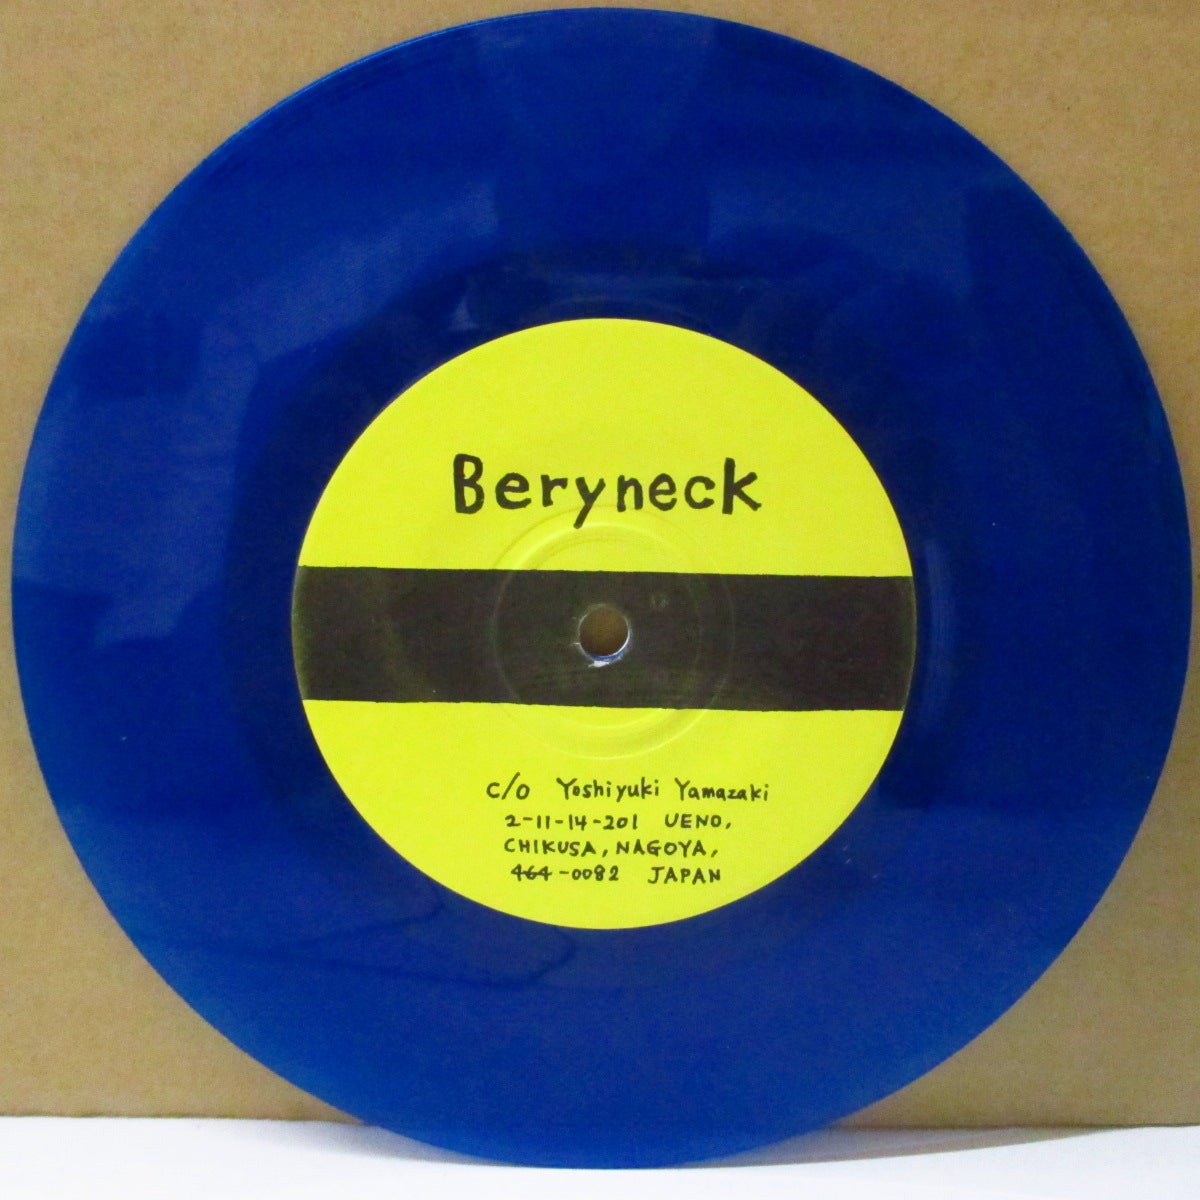 Beryneck
c/o Yoshiyuki Yamazaki
2-11-14-201 UENO,
CHIKUSA, NAGOYA,
464-0082 JAPAN